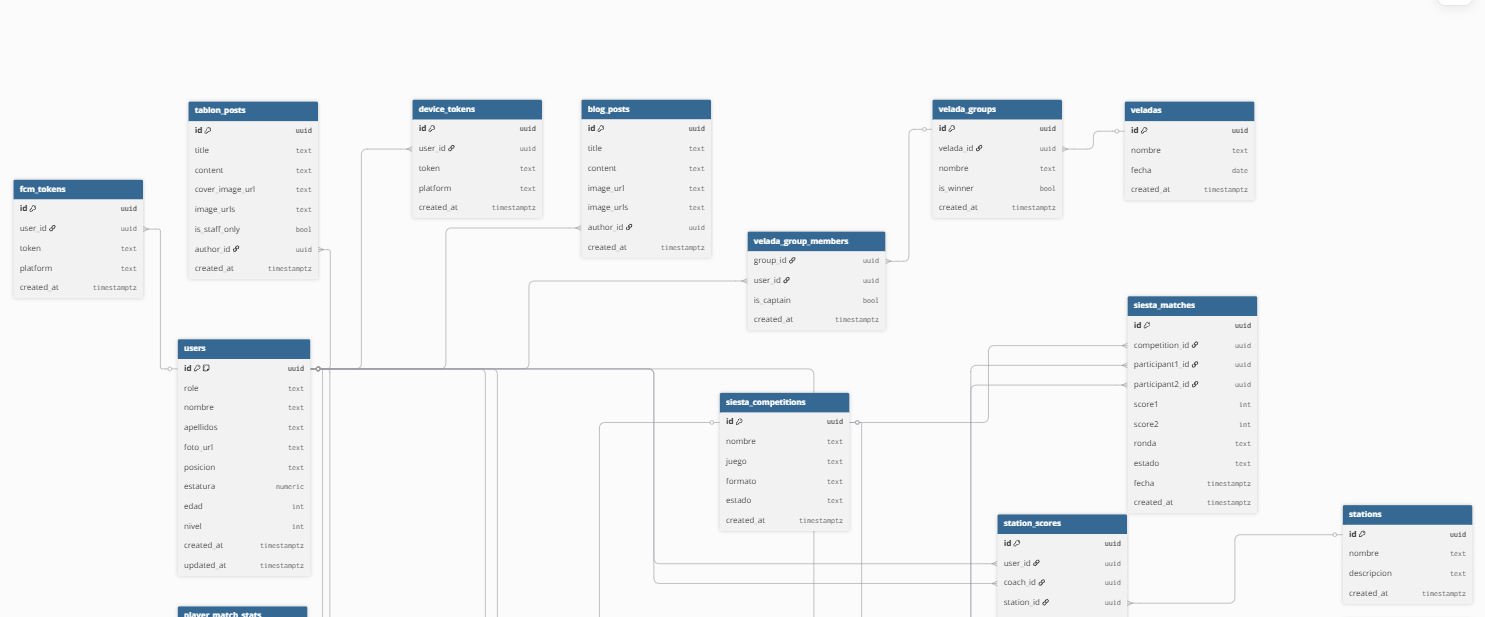 tablon_posts
id uuid
title text
content text
cover_image_url text
image_urls text
is_staff_only bool
author_id uuid
created_at timestamptz
device_tokens
id uuid
user_id uuid
token text
platform text
created_at timestamptz
blog_posts
id uuid
title text
content text
image_url text
image_urls text
author_id uuid
created_at timestamptz
velada_groups
id uuid
velada_id uuid
nombre text
is_winner bool
created_at timestamptz
veladas
id uuid
nombre text
fecha date
created_at timestamptz
fcm_tokens
id uuid
user_id uuid
token text
platform text
created_at timestamptz
velada_group_members
group_id uuid
user_id uuid
is_captain bool
created_at timestamptz
siesta_matches
id uuid
competition_id uuid
participant1_id uuid
participant2_id uuid
score1 int
score2 int
ronda text
estado text
fecha timestamptz
created_at timestamptz
users
id uuid
role text
nombre text
apellidos text
foto_url text
posicion text
estatura numeric
edad int
nivel int
created_at timestamptz
updated_at timestamptz
siesta_competitions
id uuid
nombre text
juego text
formato text
estado text
created_at timestamptz
station_scores
id uuid
user_id uuid
coach_id uuid
station_id uuid
stations
id uuid
nombre text
descripcion text
created_at timestamptz
player_match_stats